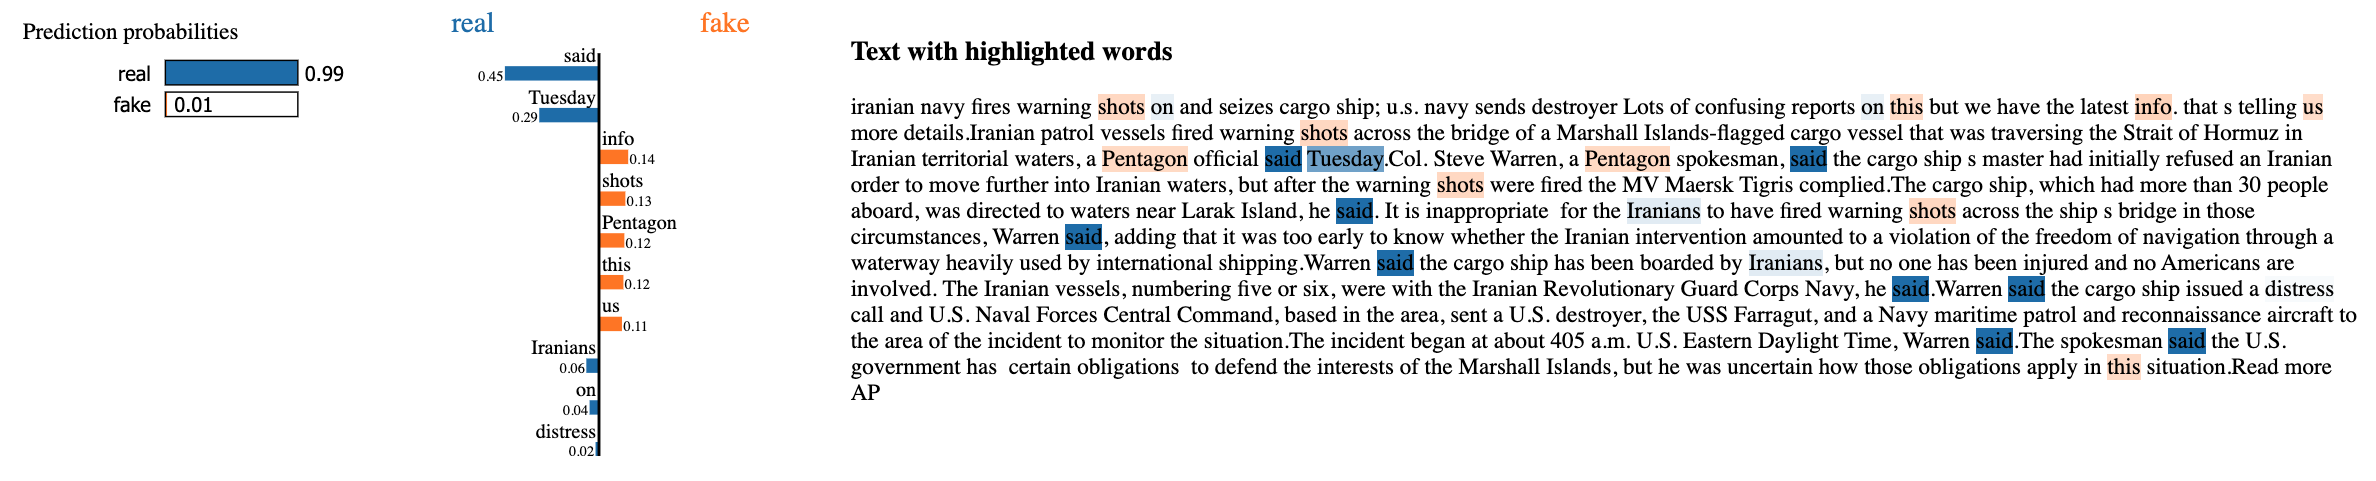 Prediction probabilities
real 0.99
fake 0.01
real fake
said
0.45
Tuesday
0.29
info
0.14
shots
0.13
Pentagon
0.12
this
0.12
us
0.11
Iranians
0.06
on
0.04
distress
0.02
Text with highlighted words
iranian navy fires warning shots on and seizes cargo ship; u.s. navy sends destroyer Lots of confusing reports on this but we have the latest info. that s telling us
more details.Iranian patrol vessels fired warning shots across the bridge of a Marshall Islands-flagged cargo vessel that was traversing the Strait of Hormuz in
Iranian territorial waters, a Pentagon official said Tuesday.Col. Steve Warren, a Pentagon spokesman, said the cargo ship s master had initially refused an Iranian
order to move further into Iranian waters, but after the warning shots were fired the MV Maersk Tigris complied.The cargo ship, which had more than 30 people
aboard, was directed to waters near Larak Island, he said. It is inappropriate  for the Iranians to have fired warning shots across the ship s bridge in those
circumstances, Warren said, adding that it was too early to know whether the Iranian intervention amounted to a violation of the freedom of navigation through a
waterway heavily used by international shipping.Warren said the cargo ship has been boarded by Iranians, but no one has been injured and no Americans are
involved. The Iranian vessels, numbering five or six, were with the Iranian Revolutionary Guard Corps Navy, he said.Warren said the cargo ship issued a distress
call and U.S. Naval Forces Central Command, based in the area, sent a U.S. destroyer, the USS Farragut, and a Navy maritime patrol and reconnaissance aircraft to
the area of the incident to monitor the situation.The incident began at about 405 a.m. U.S. Eastern Daylight Time, Warren said.The spokesman said the U.S.
government has  certain obligations  to defend the interests of the Marshall Islands, but he was uncertain how those obligations apply in this situation.Read more
AP